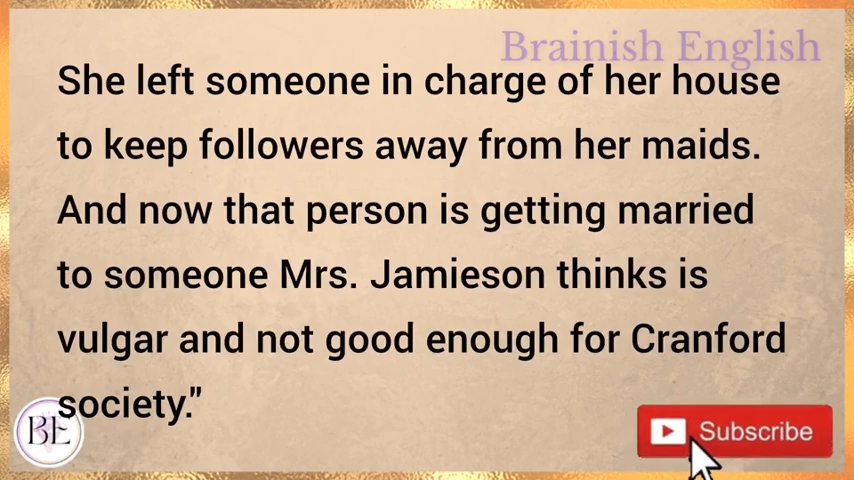 Brainish English
She left someone in charge of her house
to keep followers away from her maids.
And now that person is getting married
to someone Mrs. Jamieson thinks is
vulgar and not good enough for Cranford
society."
BE
Subscribe